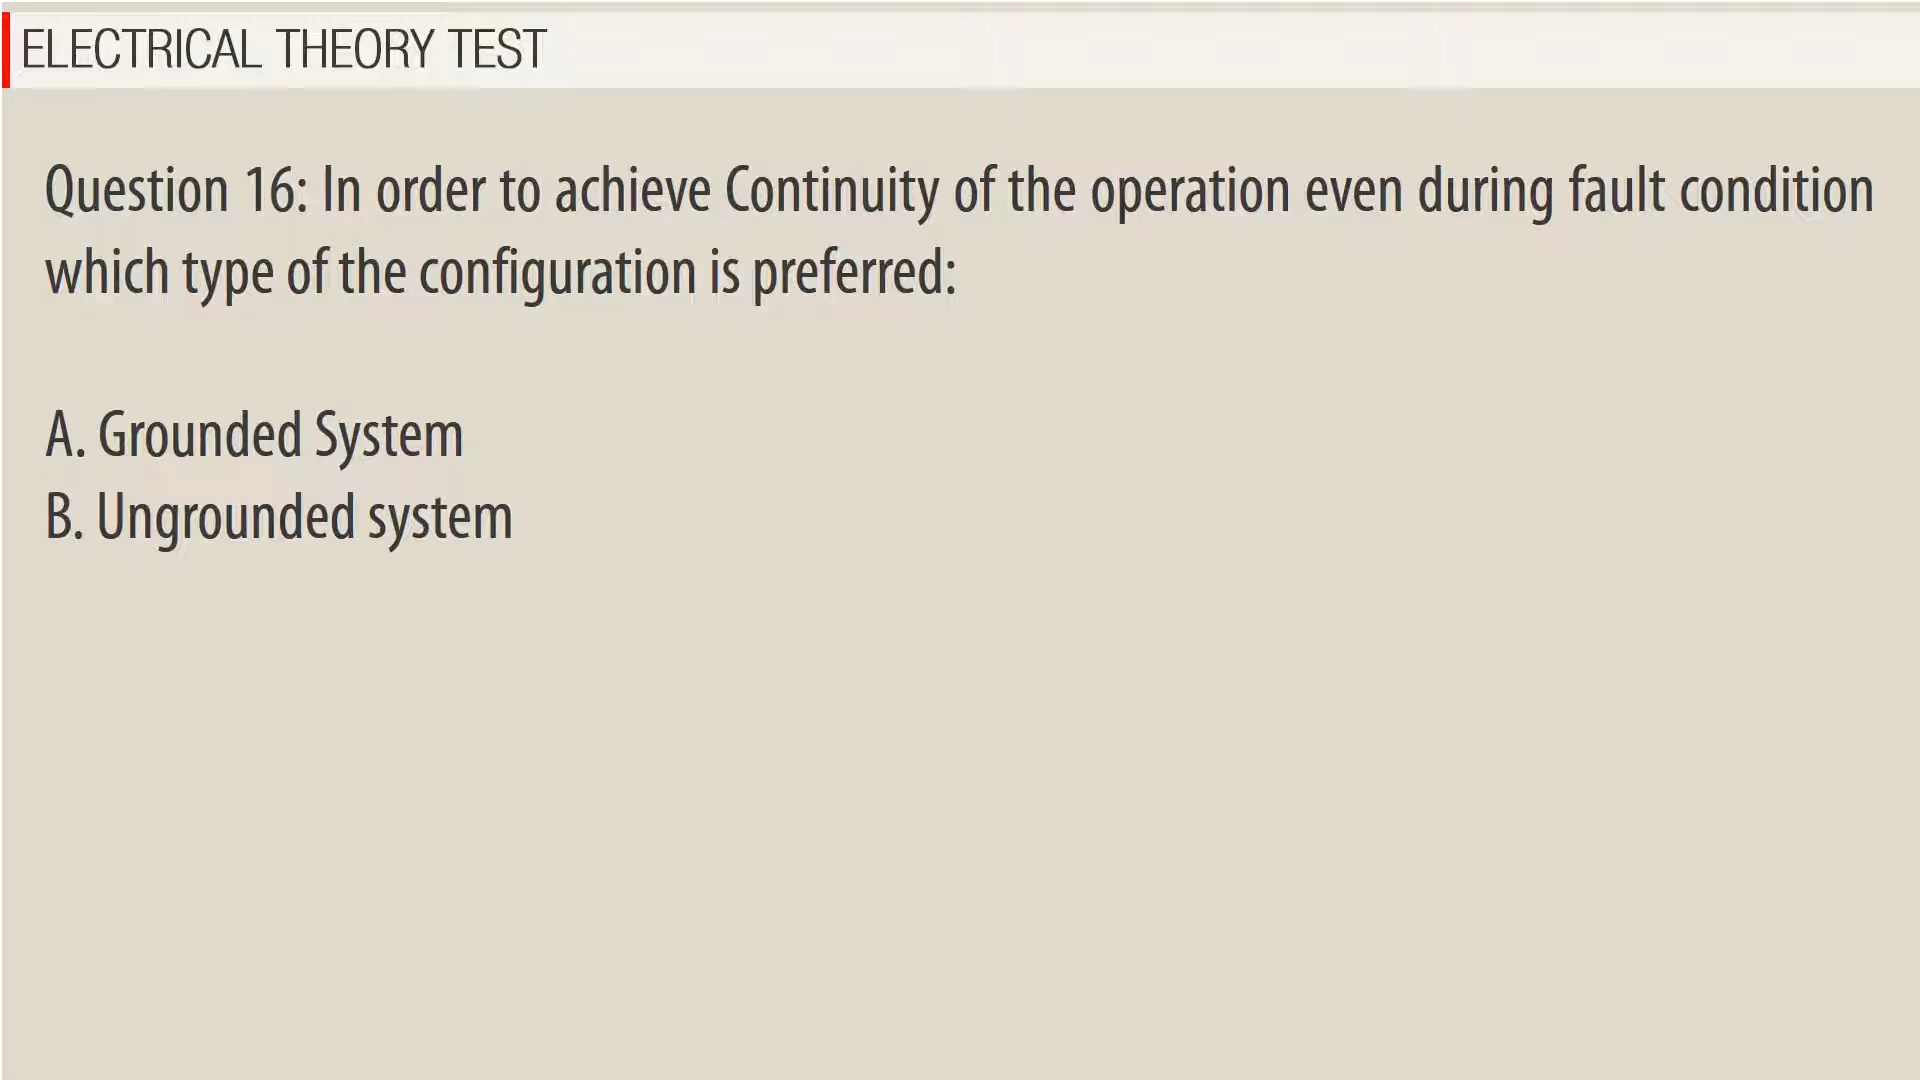 ELECTRICAL THEORY TEST
Question 16: In order to achieve Continuity of the operation even during fault condition
which type of the configuration is preferred:
A. Grounded System
B. Ungrounded system